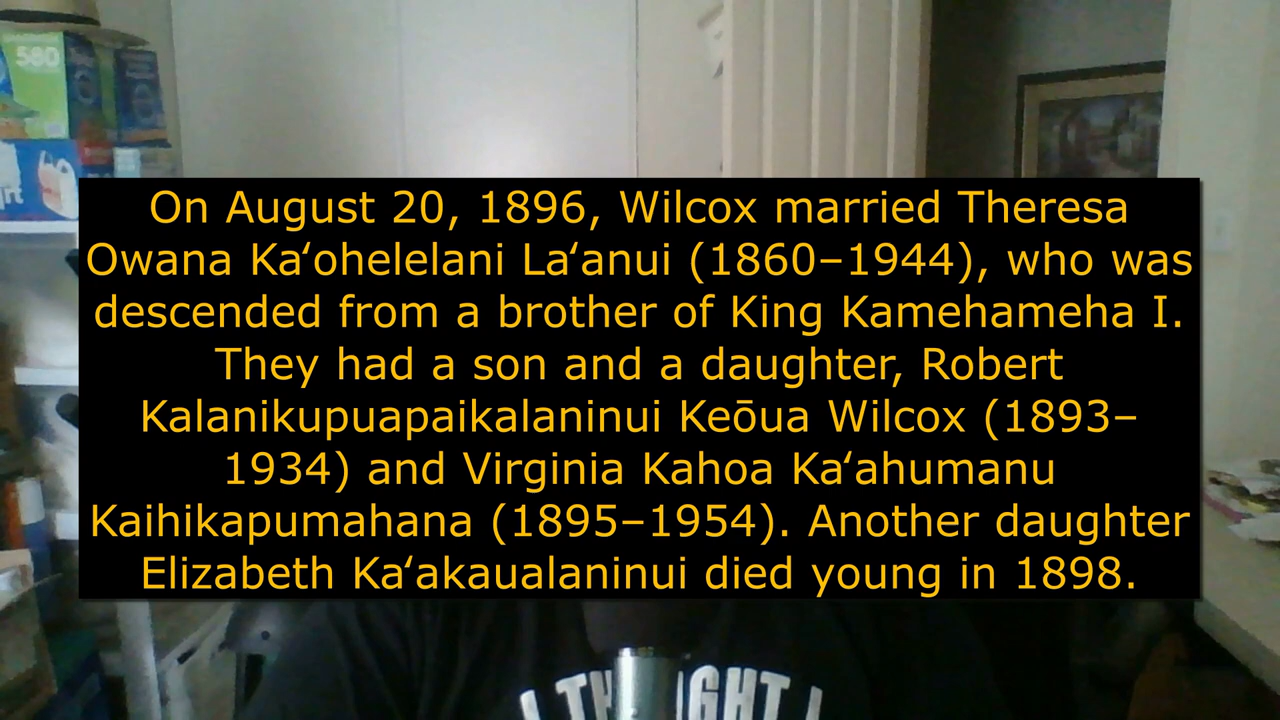 580
On August 20, 1896, Wilcox married Theresa
Owana Kaʻohelelani Laʻanui (1860–1944), who was
descended from a brother of King Kamehameha I.
They had a son and a daughter, Robert
Kalanikupuapaikalaninui Keōua Wilcox (1893–
1934) and Virginia Kahoa Kaʻahumanu
Kaihikapumahana (1895–1954). Another daughter
Elizabeth Kaʻakaualaninui died young in 1898.
I